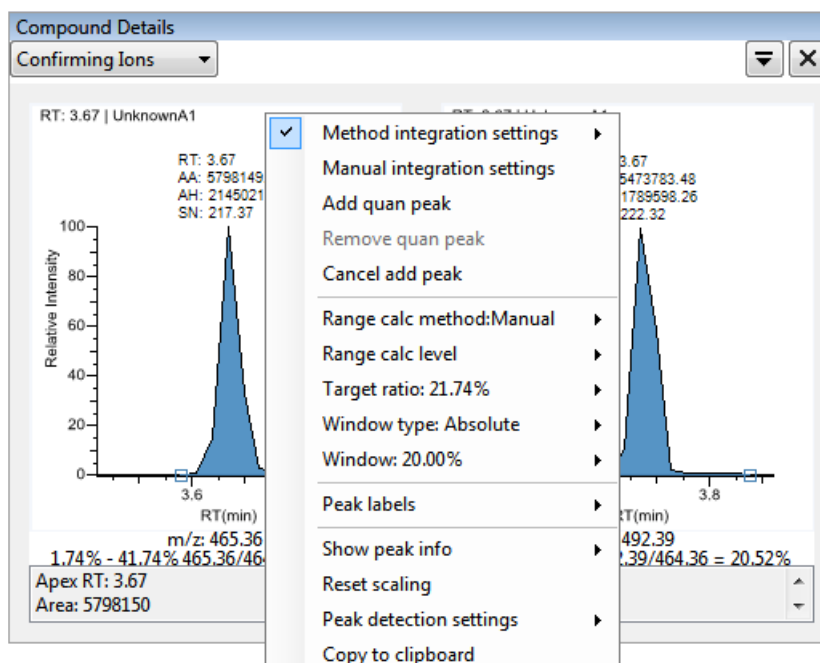 Compound Details
Confirming Ions
RT: 3.67 | UnknownA1
RT: 3.67
AA: 5798149
AH: 2145021
SN: 217.37
100
80
60
40
20
0
Relative Intensity
3.6
RT(min)
m/z: 465.36
1.74% - 41.74% 465.36/46
Method integration settings
Manual integration settings
Add quan peak
Remove quan peak
Cancel add peak
Range calc method:Manual
Range calc level
Target ratio: 21.74%
Window type: Absolute
Window: 20.00%
Peak labels
Show peak info
Reset scaling
Peak detection settings
Copy to clipboard
3.67
5473783.48
1789598.26
222.32
3.8
RT(min)
492.39
2.39/464.36 = 20.52%
Apex RT: 3.67
Area: 5798150